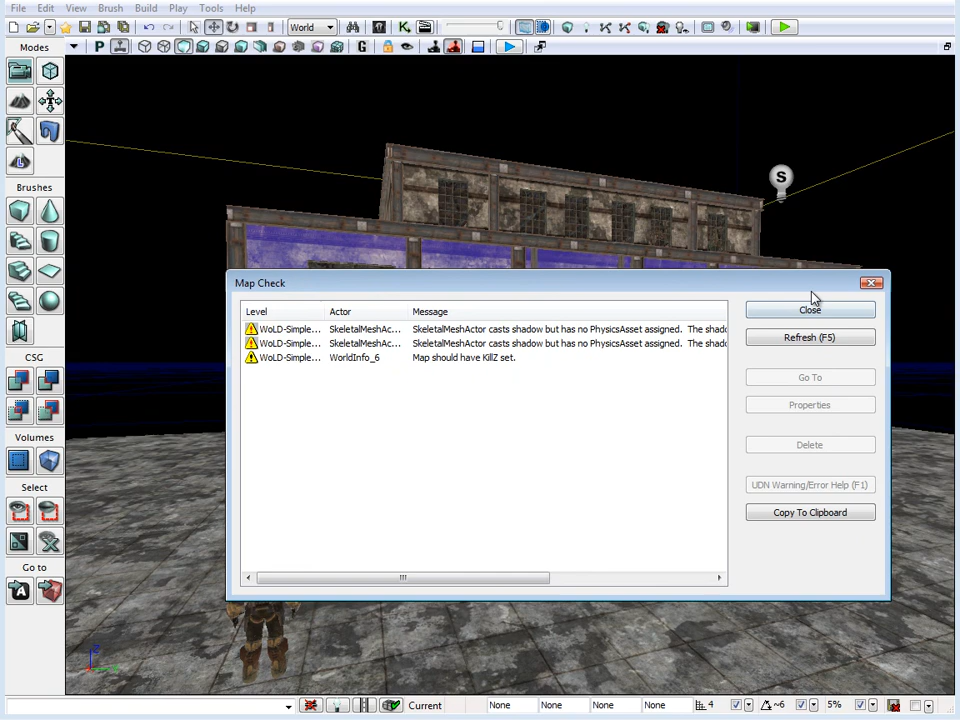 File Edit View Brush Build Play Tools Help
World
Modes
P G
L
S
Brushes
CSG
Volumes
Select
Go to
A
Map Check
Level Actor Message
WoLD-Simple... SkeletalMeshAc... SkeletalMeshActor casts shadow but has no PhysicsAsset assigned. The shad
WoLD-Simple... SkeletalMeshAc... SkeletalMeshActor casts shadow but has no PhysicsAsset assigned. The shad
WoLD-Simple... WorldInfo_6 Map should have KillZ set.
Close
Refresh (F5)
Go To
Properties
Delete
UDN Warning/Error Help (F1)
Copy To Clipboard
Current None None None None 4 ~6 5%